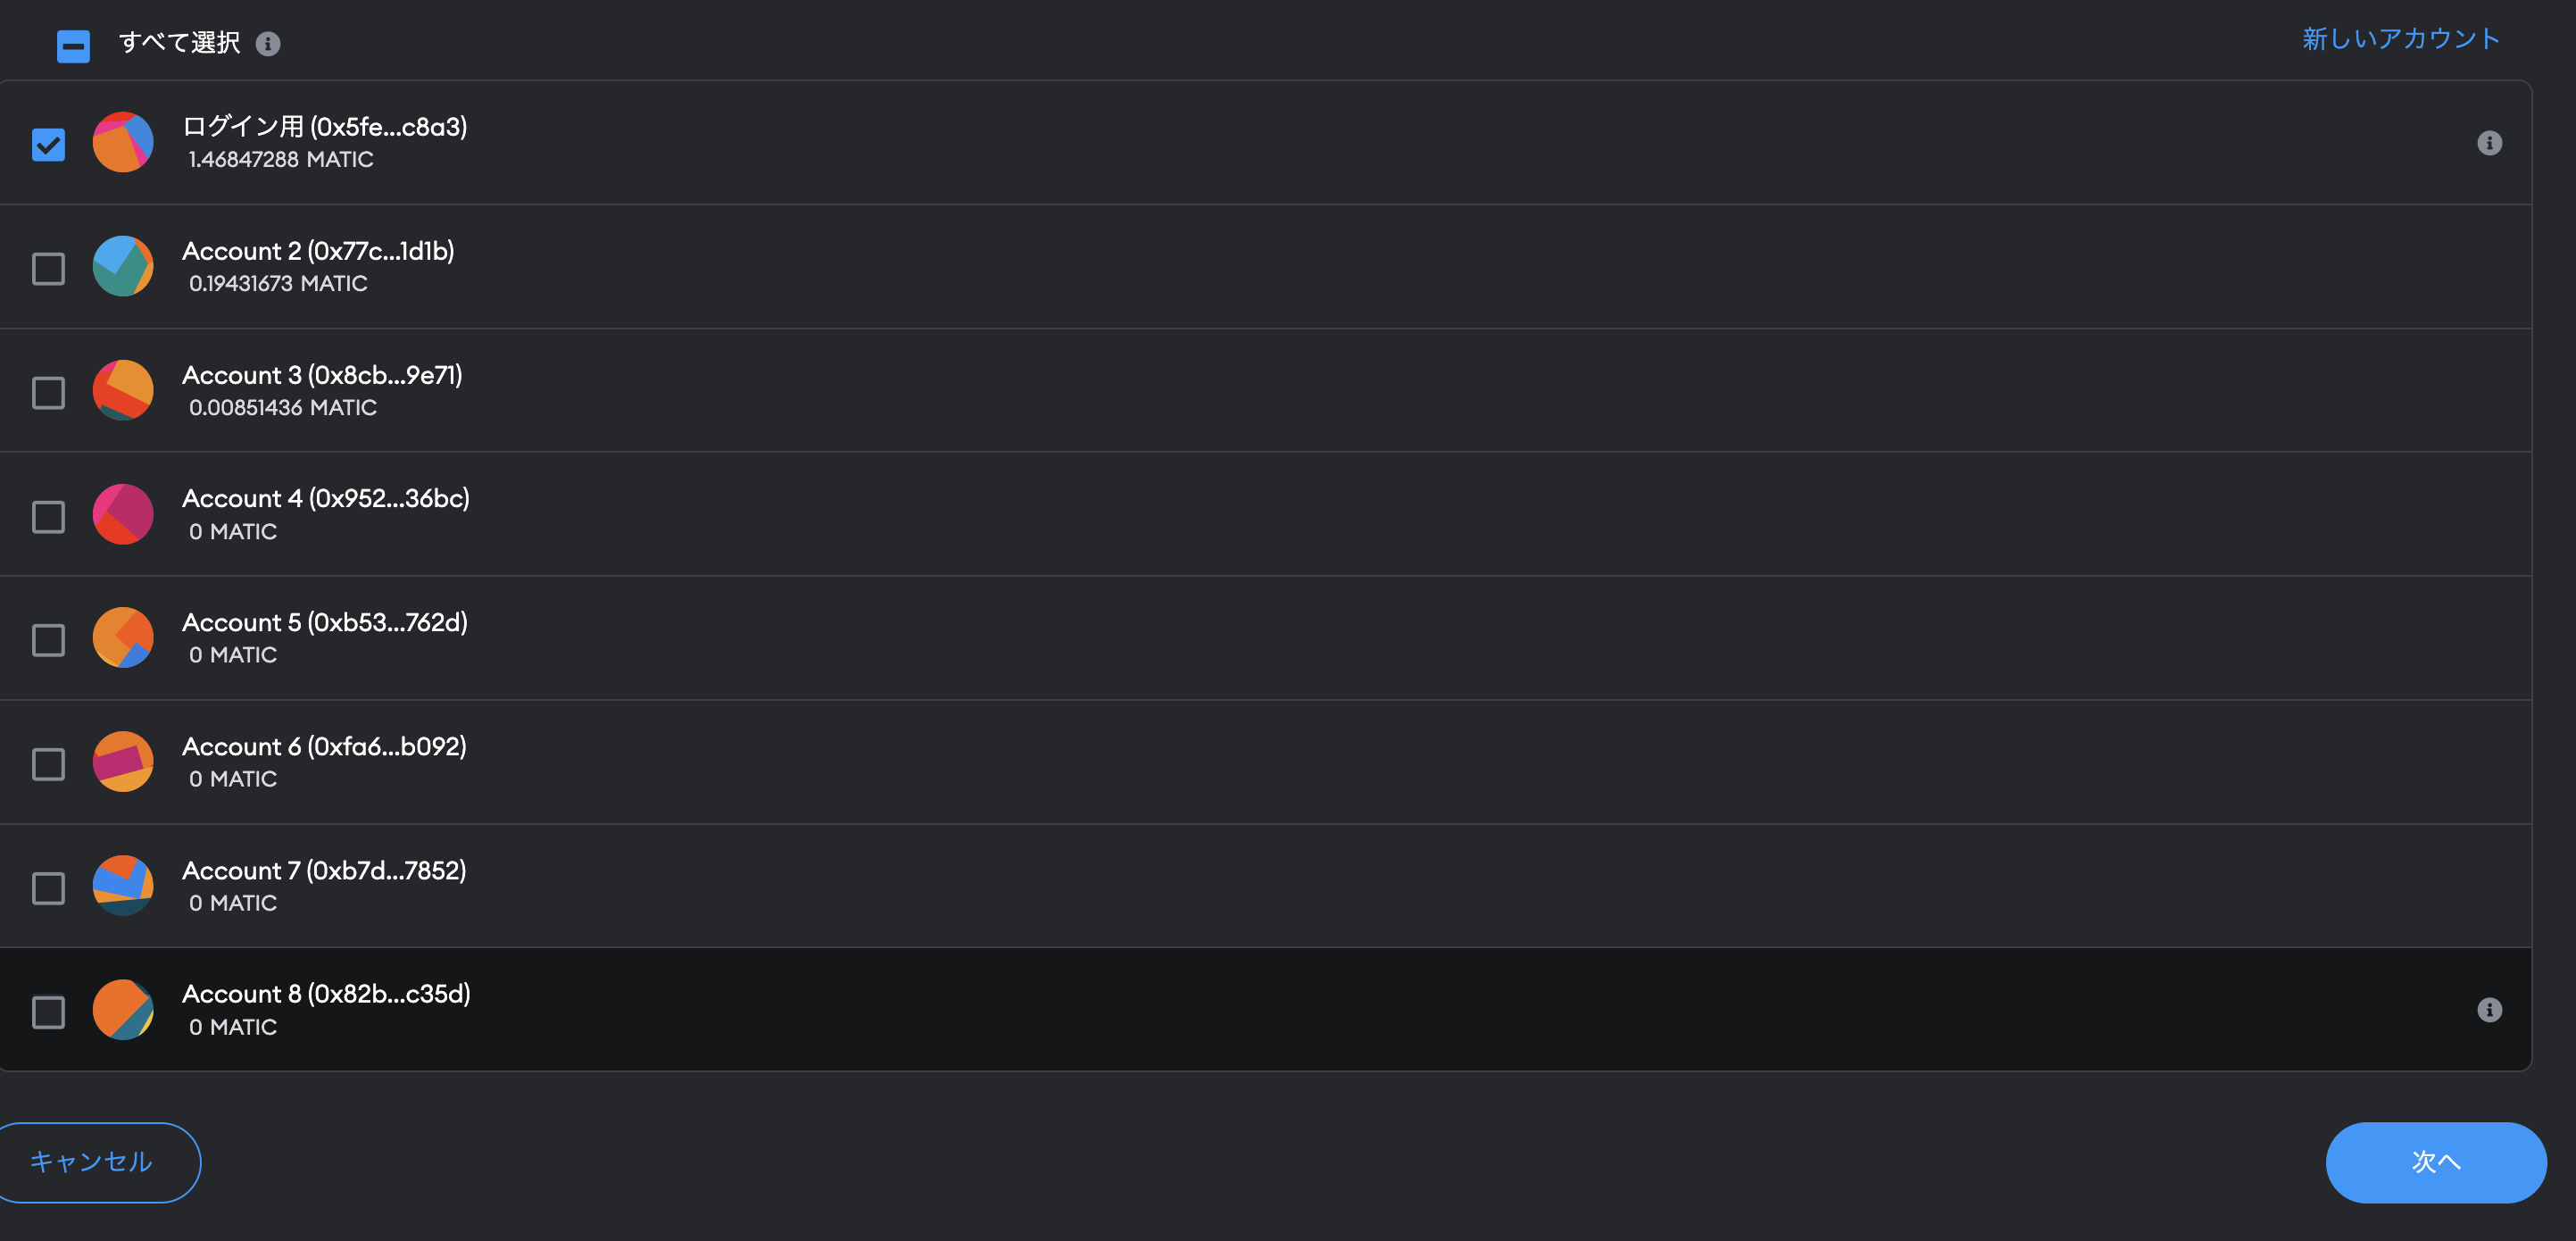 すべて選択
新しいアカウント
ログイン用 (0x5fe...c8a3)
1.46847288 MATIC
Account 2 (0x77c...1d1b)
0.19431673 MATIC
Account 3 (0x8cb...9e71)
0.00851436 MATIC
Account 4 (0x952...36bc)
0 MATIC
Account 5 (0xb53...762d)
0 MATIC
Account 6 (0xfa6...b092)
0 MATIC
Account 7 (0xb7d...7852)
0 MATIC
Account 8 (0x82b...c35d)
0 MATIC
キャンセル
次へ